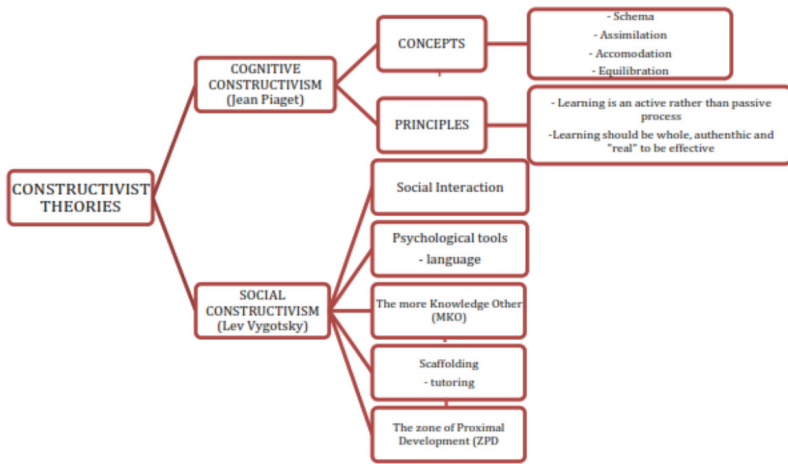 CONSTRUCTIVIST
THEORIES
COGNITIVE
CONSTRUCTIVISM
(Jean Piaget)
CONCEPTS
- Schema
- Assimilation
- Accomodation
- Equilibration
PRINCIPLES
- Learning is an active rather than passive
process
-Learning should be whole, authenthic and
"real" to be effective
SOCIAL
CONSTRUCTIVISM
(Lev Vygotsky)
Social Interaction
Psychological tools
- language
The more Knowledge Other
(MKO)
Scaffolding
- tutoring
The zone of Proximal
Development (ZPD